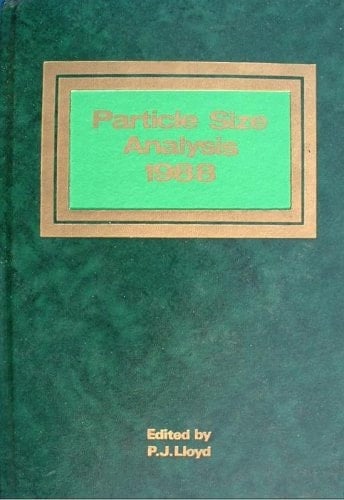 Particle Size
Analysis
1988
Edited by
P.J.Lloyd